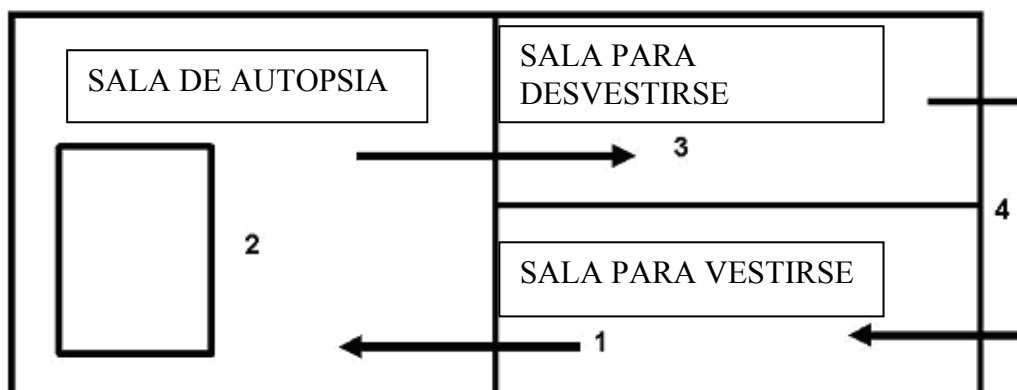 SALA DE AUTOPSIA
SALA PARA
DESVESTIRSE
3
4
2
SALA PARA VESTIRSE
1